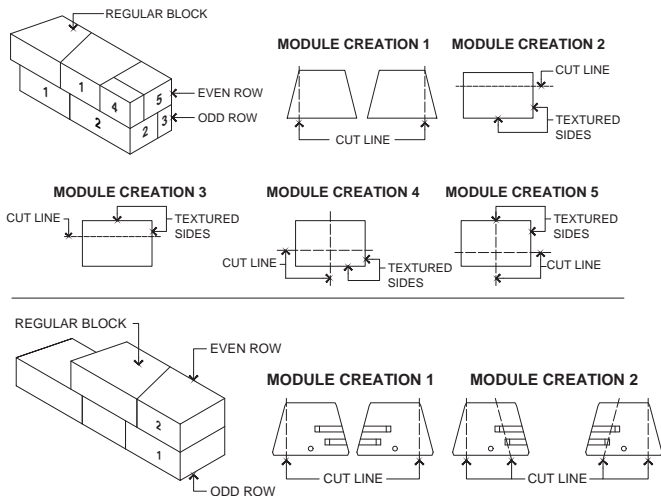 REGULAR BLOCK
1
1
4
5
2
2
3
EVEN ROW
ODD ROW
MODULE CREATION 1
CUT LINE
MODULE CREATION 2
CUT LINE
TEXTURED
SIDES
MODULE CREATION 3
CUT LINE
TEXTURED
SIDES
MODULE CREATION 4
CUT LINE
TEXTURED
SIDES
MODULE CREATION 5
TEXTURED
SIDES
CUT LINE
REGULAR BLOCK
EVEN ROW
2
1
ODD ROW
MODULE CREATION 1
CUT LINE
MODULE CREATION 2
CUT LINE